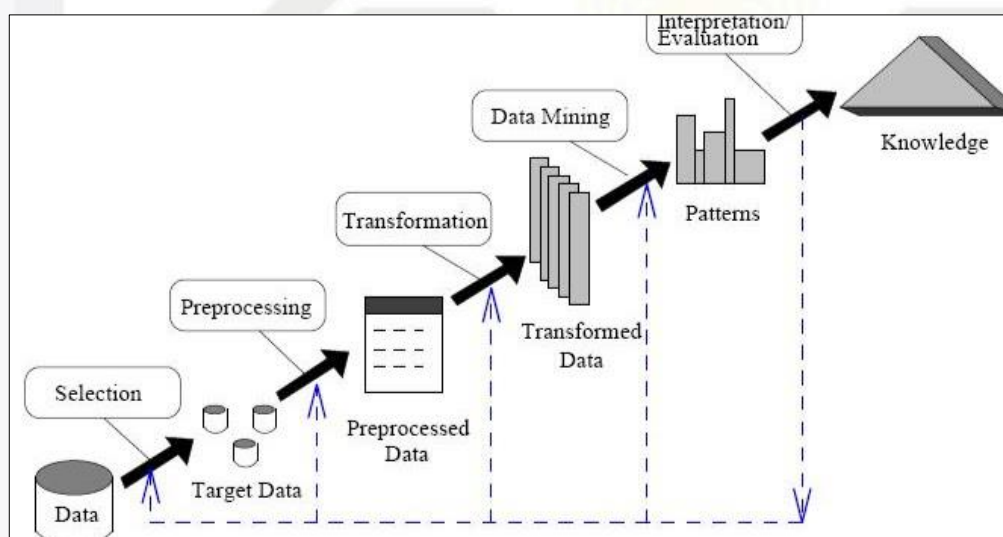 Interpretation/
Evaluation
Knowledge
Data Mining
Patterns
Transformation
Transformed
Data
Preprocessing
Preprocessed
Data
Selection
Target Data
Data